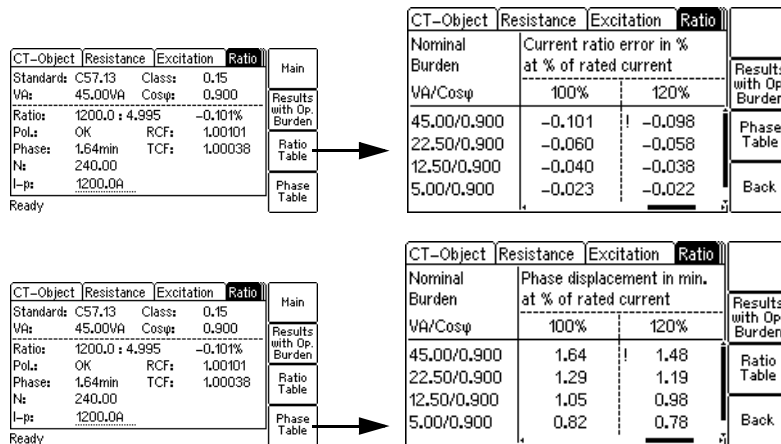 CT-Object Resistance Excitation Ratio
Standard: C57.13 Class: 0.15
VA: 45.00VA Cosφ: 0.900
Ratio: 1200.0 : 4.995 -0.101%
Pol.: OK RCF: 1.00101
Phase: 1.64min TCF: 1.00038
N: 240.00
I-p: 1200.0A
Ready
Main
Results
with Op.
Burden
Ratio
Table
Phase
Table
CT-Object Resistance Excitation Ratio
Nominal Current ratio error in %
Burden at % of rated current
VA/Cosφ 100% 120%
45.00/0.900 -0.101 ! -0.098
22.50/0.900 -0.060 -0.058
12.50/0.900 -0.040 -0.038
5.00/0.900 -0.023 -0.022
Results
with Op.
Burden
Phase
Table
Back
CT-Object Resistance Excitation Ratio
Standard: C57.13 Class: 0.15
VA: 45.00VA Cosφ: 0.900
Ratio: 1200.0 : 4.995 -0.101%
Pol.: OK RCF: 1.00101
Phase: 1.64min TCF: 1.00038
N: 240.00
I-p: 1200.0A
Ready
Main
Results
with Op.
Burden
Ratio
Table
Phase
Table
CT-Object Resistance Excitation Ratio
Nominal Phase displacement in min.
Burden at % of rated current
VA/Cosφ 100% 120%
45.00/0.900 1.64 ! 1.48
22.50/0.900 1.29 1.19
12.50/0.900 1.05 0.98
5.00/0.900 0.82 0.78
Results
with Op.
Burden
Ratio
Table
Back